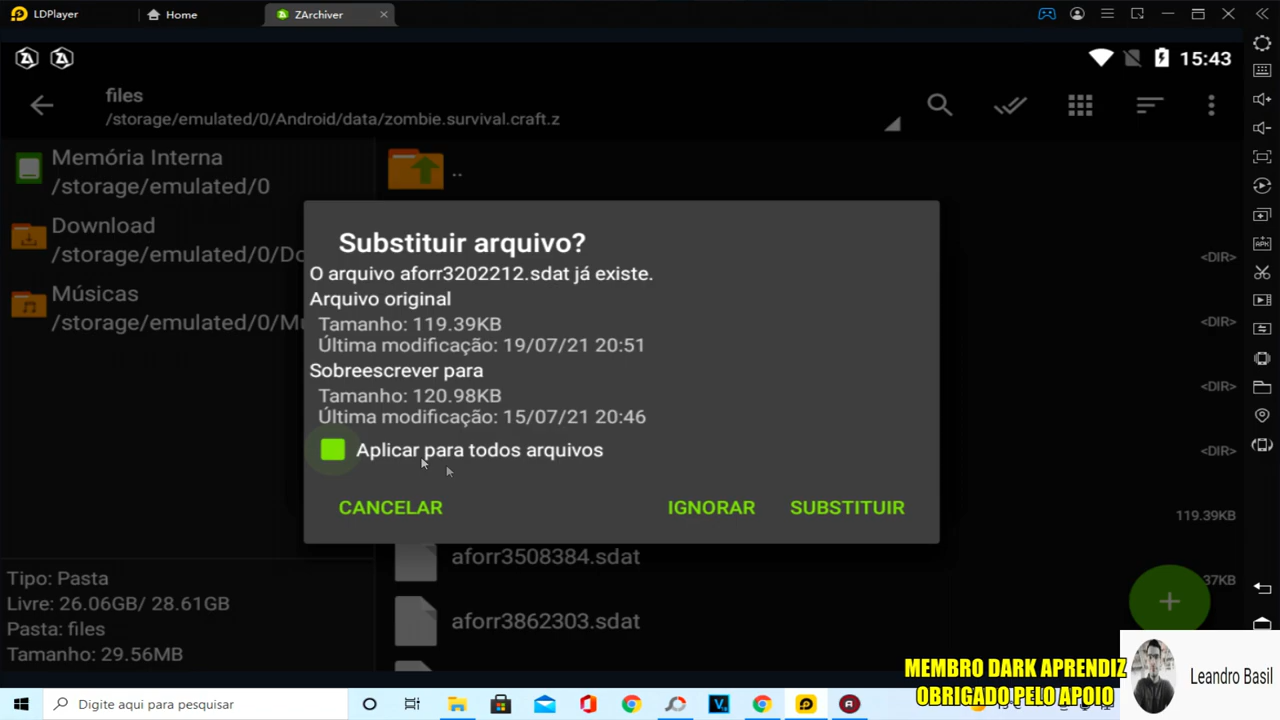 LDPlayer
Home
ZArchiver
15:43
files
/storage/emulated/0/Android/data/zombie.survival.craft.z
Memória Interna
/storage/emulated/0
Download
/storage/emulated/0/Do
Músicas
/storage/emulated/0/Mú
..
<DIR>
<DIR>
<DIR>
<DIR>
119.39KB
37KB
Substituir arquivo?
O arquivo aforr3202212.sdat já existe.
Arquivo original
Tamanho: 119.39KB
Última modificação: 19/07/21 20:51
Sobreescrever para
Tamanho: 120.98KB
Última modificação: 15/07/21 20:46
Aplicar para todos arquivos
CANCELAR
IGNORAR
SUBSTITUIR
aforr3508384.sdat
aforr3862303.sdat
Tipo: Pasta
Livre: 26.06GB/ 28.61GB
Pasta: files
Tamanho: 29.56MB
MEMBRO DARK APRENDIZ
OBRIGADO PELO APOIO
Leandro Basil
Digite aqui para pesquisar